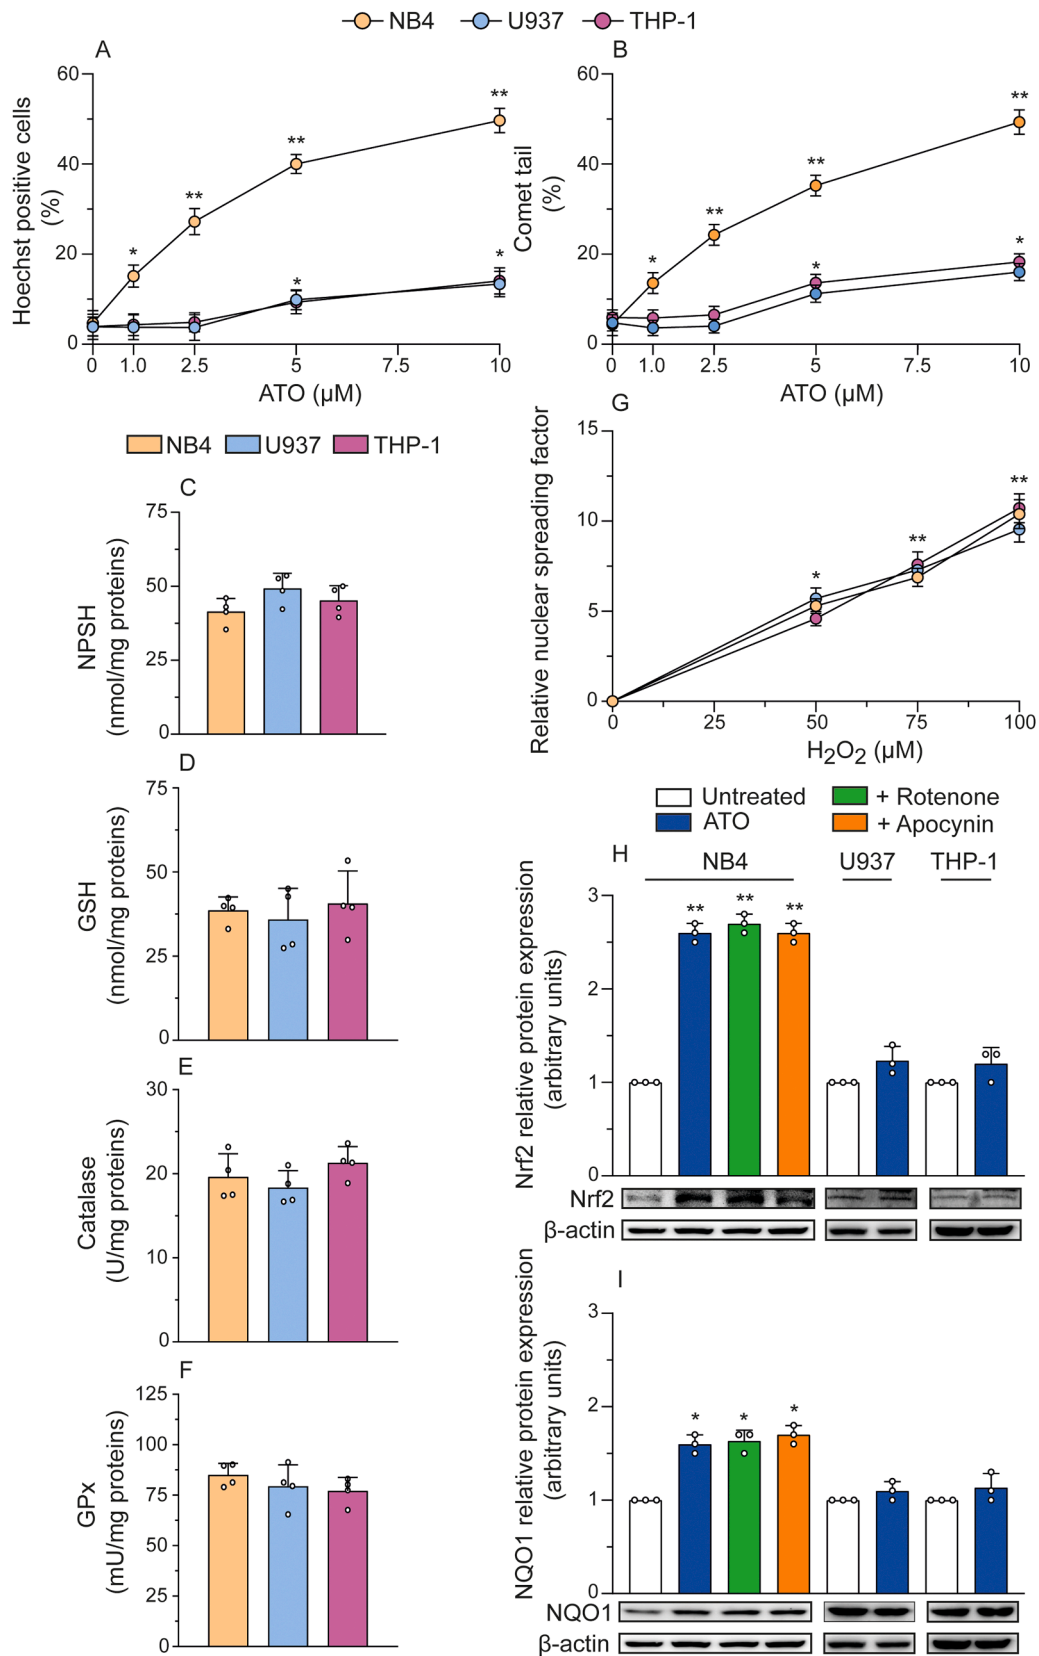 NB4 U937 THP-1
A
Hoechst positive cells
(%)
60
40
20
0
** ** ** * * *
0 1.0 2.5 5 7.5 10
ATO (µM)
B
Comet tail
(%)
60
40
20
0
** ** ** * * *
0 1.0 2.5 5 7.5 10
ATO (µM)
NB4 U937 THP-1
C
NPSH
(nmol/mg proteins)
75
50
25
0
D
GSH
(nmol/mg proteins)
75
50
25
0
E
Catalase
(U/mg proteins)
30
20
10
0
F
GPx
(mU/mg proteins)
125
100
75
50
25
0
G
Relative nuclear spreading factor
15
10
5
0
* ** **
0 25 50 75 100
H₂O₂ (µM)
Untreated + Rotenone
ATO + Apocynin
H
NB4 U937 THP-1
Nrf2 relative protein expression
(arbitrary units)
3
2
1
0
** ** **
Nrf2
β-actin
I
NQO1 relative protein expression
(arbitrary units)
3
2
1
0
* * *
NQO1
β-actin